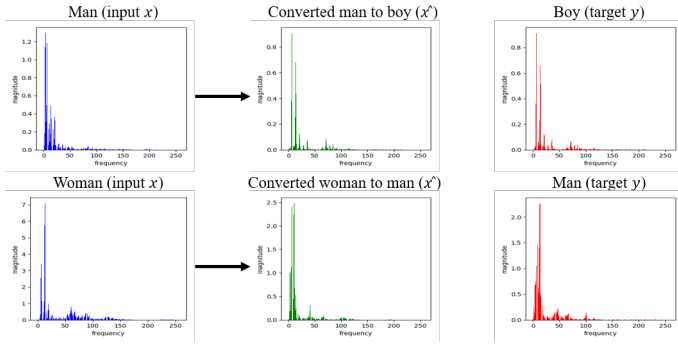 Man (input x)
Converted man to boy (x̂)
Boy (target y)
magnitude
1.2
1.0
0.8
0.6
0.4
0.2
0.0
0 50 100 150 200 250
frequency
magnitude
0.8
0.6
0.4
0.2
0.0
0 50 100 150 200 250
frequency
magnitude
0.8
0.6
0.4
0.2
0.0
0 50 100 150 200 250
frequency
Woman (input x)
Converted woman to man (x̂)
Man (target y)
magnitude
7
6
5
4
3
2
1
0
0 50 100 150 200 250
frequency
magnitude
2.5
2.0
1.5
1.0
0.5
0.0
0 50 100 150 200 250
frequency
magnitude
2.0
1.5
1.0
0.5
0.0
0 50 100 150 200 250
frequency